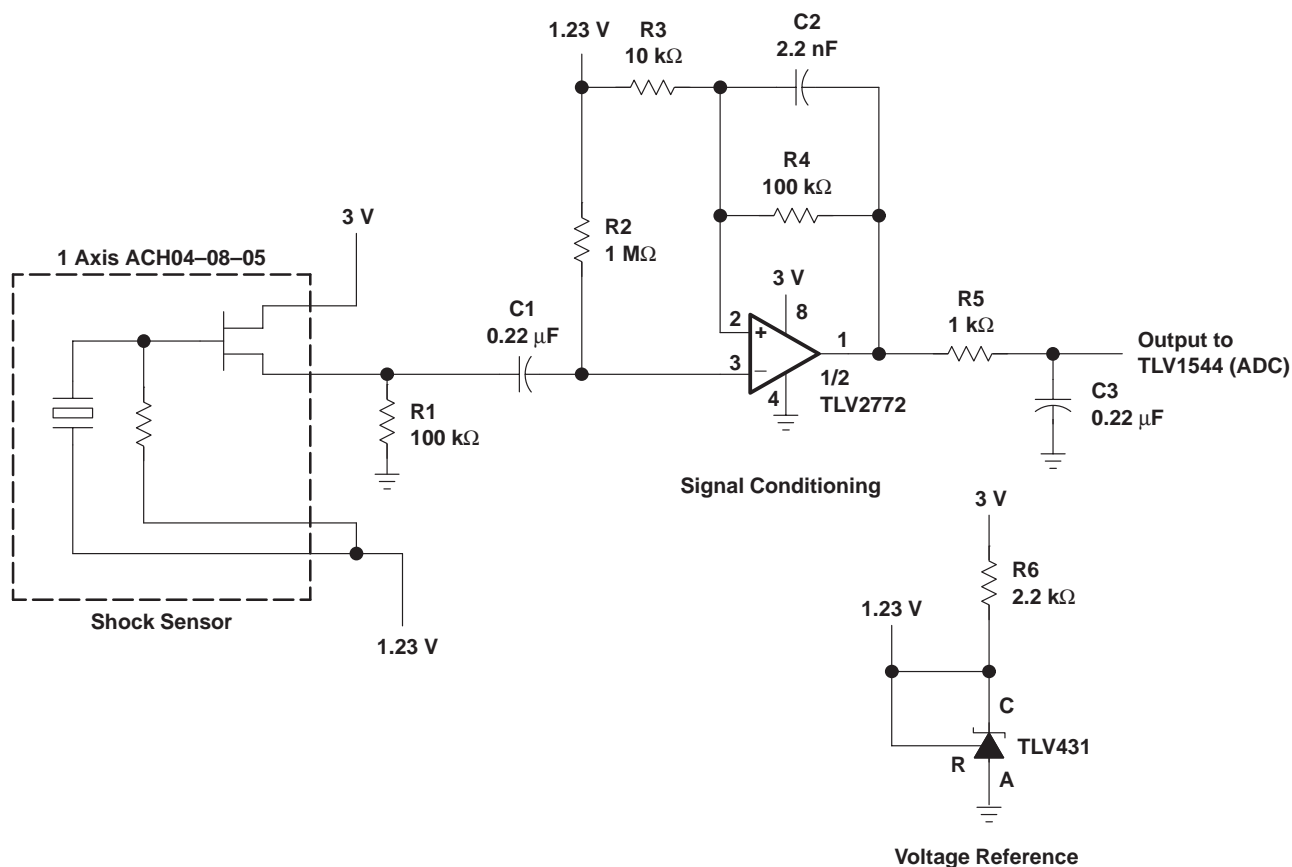 1.23 V
R3
10 kΩ
C2
2.2 nF
R4
100 kΩ
3 V
R2
1 MΩ
1 Axis ACH04–08–05
C1
0.22 μF
3 V
8
2
+
3
–
4
1
1/2
TLV2772
R5
1 kΩ
Output to
TLV1544 (ADC)
C3
0.22 μF
R1
100 kΩ
Signal Conditioning
Shock Sensor
1.23 V
3 V
R6
2.2 kΩ
1.23 V
C
TLV431
R
A
Voltage Reference